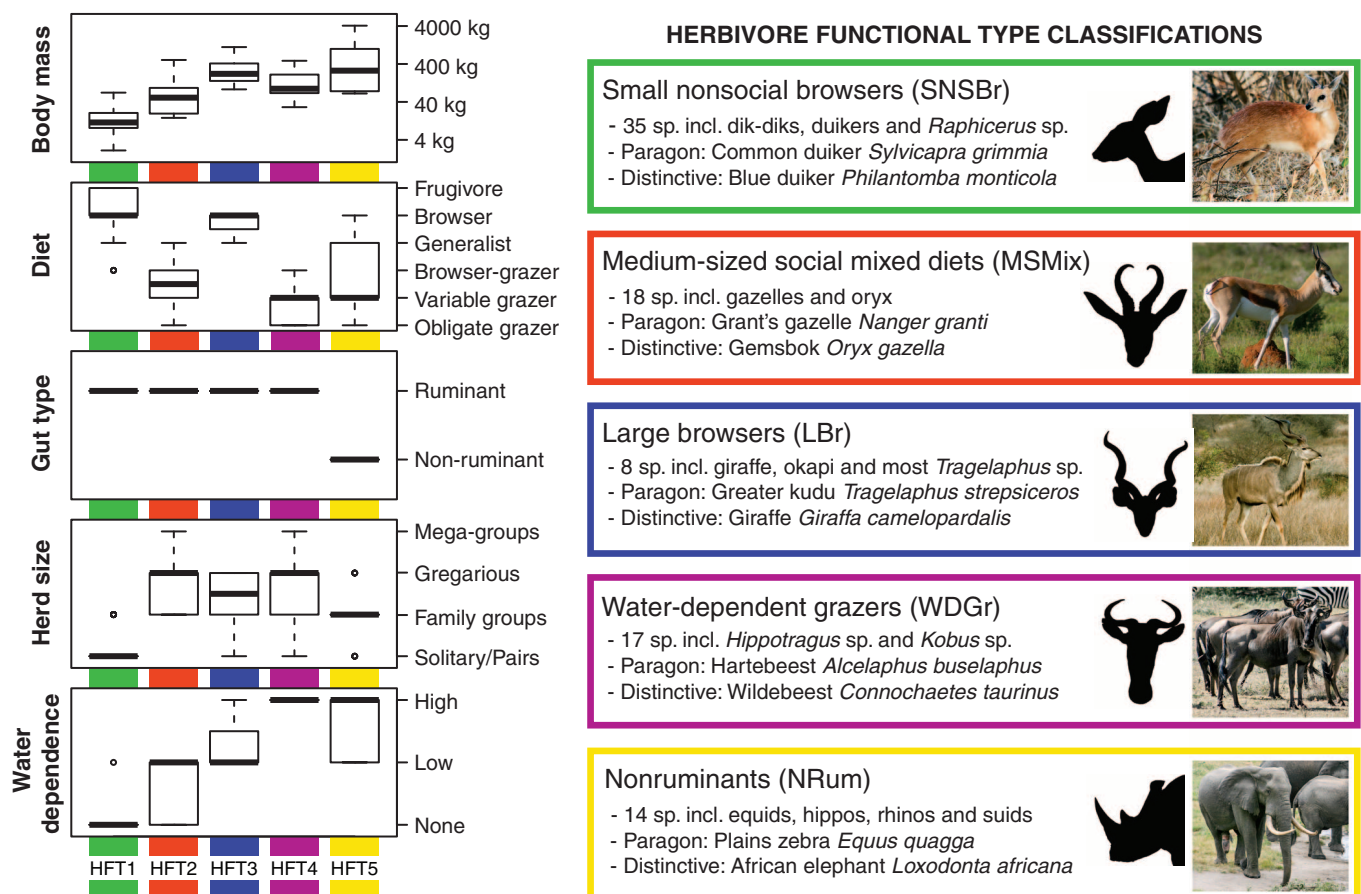 Body mass
4000 kg
400 kg
40 kg
4 kg
Diet
Frugivore
Browser
Generalist
Browser-grazer
Variable grazer
Obligate grazer
Gut type
Ruminant
Non-ruminant
Herd size
Mega-groups
Gregarious
Family groups
Solitary/Pairs
Water
dependence
High
Low
None
HFT1 HFT2 HFT3 HFT4 HFT5
HERBIVORE FUNCTIONAL TYPE CLASSIFICATIONS
Small nonsocial browsers (SNSBr)
- 35 sp. incl. dik-diks, duikers and Raphicerus sp.
- Paragon: Common duiker Sylvicapra grimmia
- Distinctive: Blue duiker Philantomba monticola
Medium-sized social mixed diets (MSMix)
- 18 sp. incl. gazelles and oryx
- Paragon: Grant's gazelle Nanger granti
- Distinctive: Gemsbok Oryx gazella
Large browsers (LBr)
- 8 sp. incl. giraffe, okapi and most Tragelaphus sp.
- Paragon: Greater kudu Tragelaphus strepsiceros
- Distinctive: Giraffe Giraffa camelopardalis
Water-dependent grazers (WDGr)
- 17 sp. incl. Hippotragus sp. and Kobus sp.
- Paragon: Hartebeest Alcelaphus buselaphus
- Distinctive: Wildebeest Connochaetes taurinus
Nonruminants (NRum)
- 14 sp. incl. equids, hippos, rhinos and suids
- Paragon: Plains zebra Equus quagga
- Distinctive: African elephant Loxodonta africana